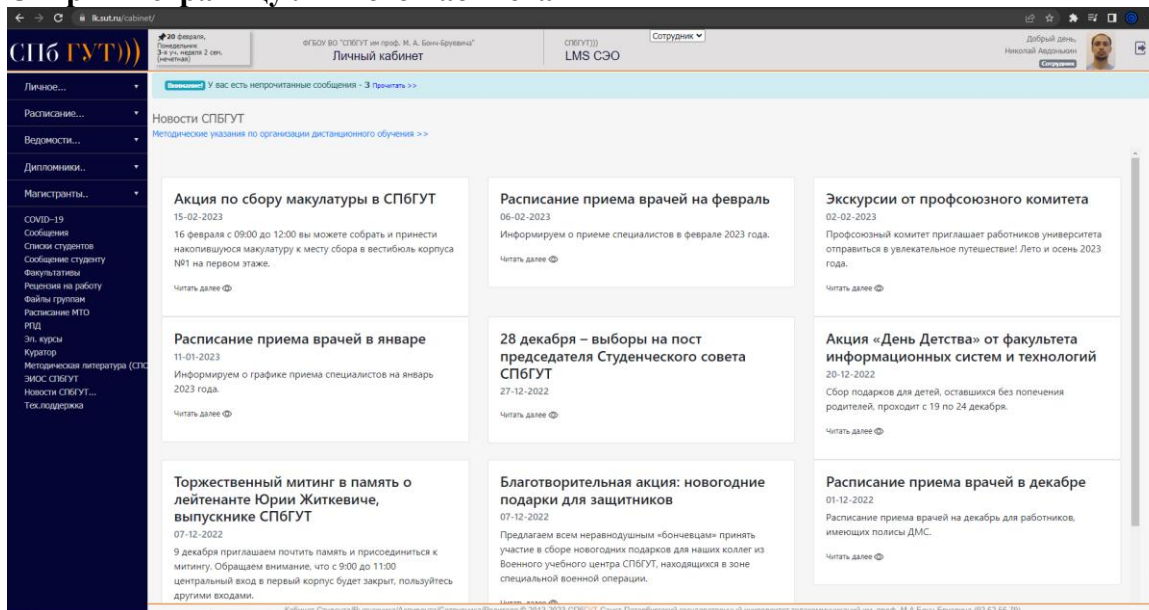 lk.sut.ru/cabinet/
СПб ГУТ)))
20 февраля,
Понедельник
3-я уч. неделя 2 сем.
(нечетная)
ФГБОУ ВО "СПбГУТ им проф. М. А. Бонч-Бруевича"
Личный кабинет
СПбГУТ)))
LMS СЭО
Сотрудник
Добрый день,
Николай Авдонькин
Сотрудник
Личное...
Расписание...
Ведомости...
Дипломники..
Магистранты..
COVID-19
Сообщения
Списки студентов
Сообщение студенту
Факультативы
Рецензия на работу
Файлы группам
Расписание МТО
РПД
Эл. курсы
Куратор
Методическая литература (СПС
ЭИОС СПбГУТ
Новости СПбГУТ...
Тех.поддержка
Внимание! У вас есть непрочитанные сообщения - 3 Прочитать >>
Новости СПБГУТ
Методические указания по организации дистанционного обучения >>
Акция по сбору макулатуры в СПбГУТ
15-02-2023
16 февраля с 09:00 до 12:00 вы можете собрать и принести
накопившуюся макулатуру к месту сбора в вестибюль корпуса
№1 на первом этаже.
Читать далее
Расписание приема врачей на февраль
06-02-2023
Информируем о приеме специалистов в феврале 2023 года.
Читать далее
Экскурсии от профсоюзного комитета
02-02-2023
Профсоюзный комитет приглашает работников университета
отправиться в увлекательное путешествие! Лето и осень 2023
года.
Читать далее
Расписание приема врачей в январе
11-01-2023
Информируем о графике приема специалистов на январь
2023 года.
Читать далее
28 декабря – выборы на пост
председателя Студенческого совета
СПбГУТ
27-12-2022
Читать далее
Акция «День Детства» от факультета
информационных систем и технологий
20-12-2022
Сбор подарков для детей, оставшихся без попечения
родителей, проходит с 19 по 24 декабря.
Читать далее
Торжественный митинг в память о
лейтенанте Юрии Житкевиче,
выпускнике СПбГУТ
07-12-2022
9 декабря приглашаем почтить память и присоединиться к
митингу. Обращаем внимание, что с 9:00 до 11:00
центральный вход в первый корпус будет закрыт, пользуйтесь
другими входами.
Благотворительная акция: новогодние
подарки для защитников
07-12-2022
Предлагаем всем неравнодушным «бончевцам» принять
участие в сборе новогодних подарков для наших коллег из
Военного учебного центра СПбГУТ, находящихся в зоне
специальной военной операции.
Читать далее
Расписание приема врачей в декабре
01-12-2022
Расписание приема врачей на декабрь для работников,
имеющих полисы ДМС.
Читать далее